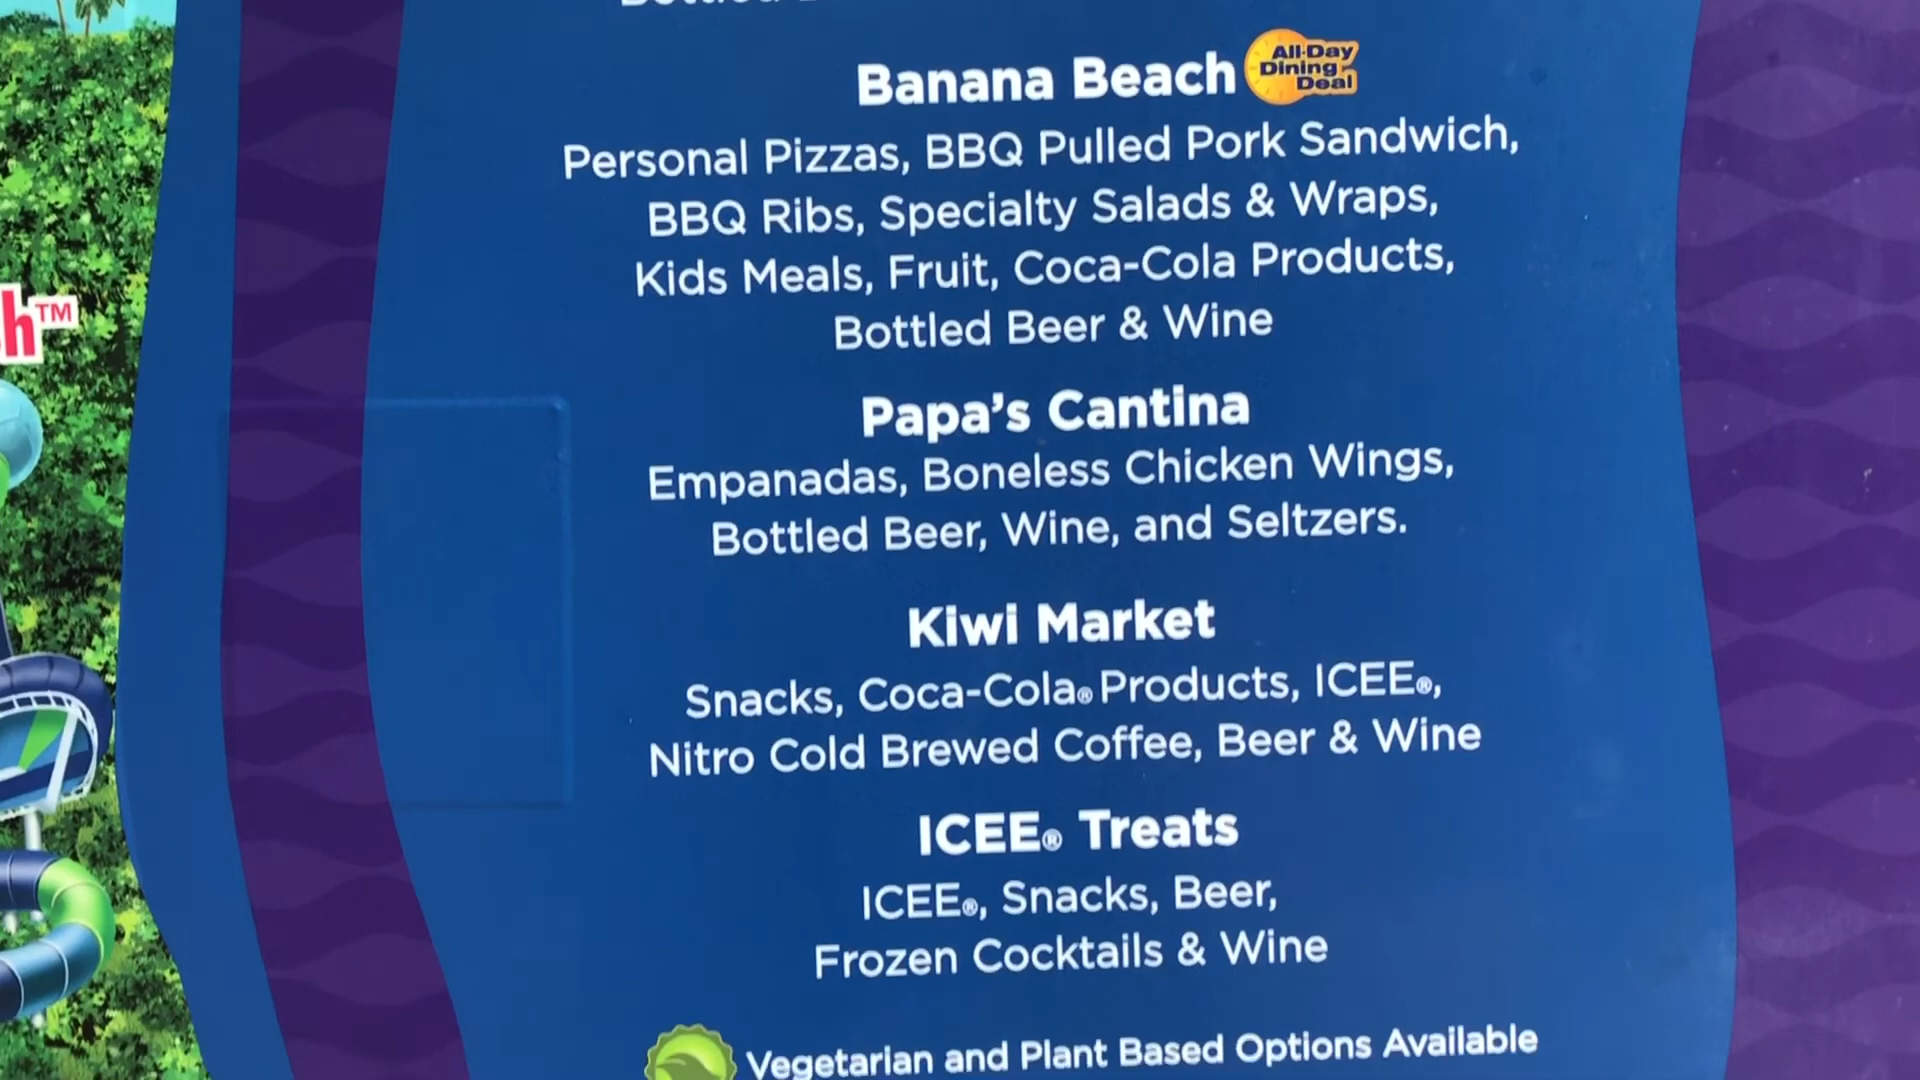 Banana Beach
All-Day
Dining
Deal
Personal Pizzas, BBQ Pulled Pork Sandwich,
BBQ Ribs, Specialty Salads & Wraps,
Kids Meals, Fruit, Coca-Cola Products,
Bottled Beer & Wine
Papa's Cantina
Empanadas, Boneless Chicken Wings,
Bottled Beer, Wine, and Seltzers.
Kiwi Market
Snacks, Coca-Cola® Products, ICEE®,
Nitro Cold Brewed Coffee, Beer & Wine
ICEE® Treats
ICEE®, Snacks, Beer,
Frozen Cocktails & Wine
Vegetarian and Plant Based Options Available